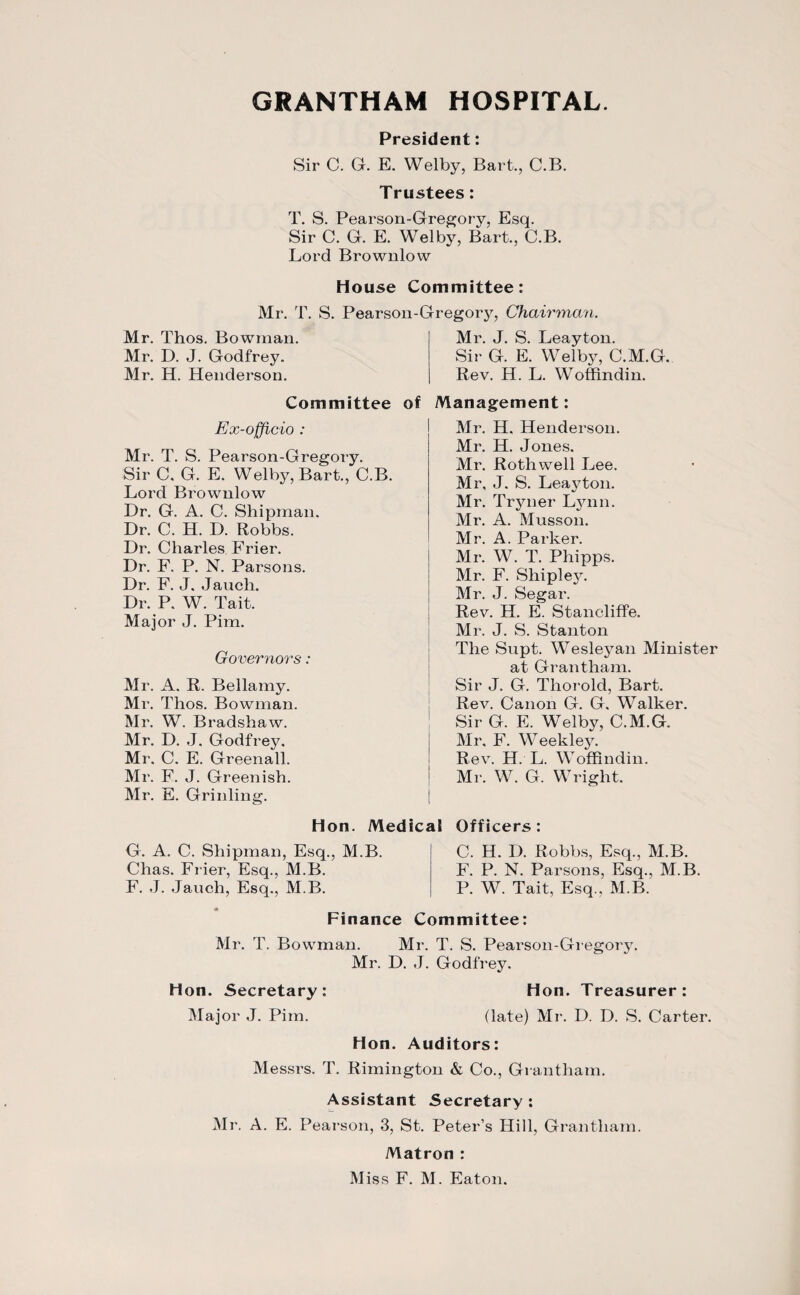 GRANTHAM HOSPITAL.
President:
Sir C. G. E. Welby, Bart., C.B.
Trustees:
T. S. Pearson-Gregory, Esq.
Sir C. G. E. Welby, Bart., C.B.
Lord Brownlow
House Committee:
Mr. T. S. Pearson-Gregory, Chairman.
Mr. Thos. Bowman.
Mr. D. J. Godfrey.
Mr. H. Henderson.
Mr. J. S. Leayton.
Sir G. E. Welby, C.M.G.
Rev. H. L. Woffindin.
Committee of Management:
Ex-officio:
Mr. T. S. Pearson-Gregory.
Sir C. G. E. Welby, Bart., C.B.
Lord Brownlow
Dr. G. A. C. Shipman.
Dr. C. H. D. Robbs.
Dr. Charles Frier.
Dr. F. P. N. Parsons.
Dr. F. J. Jauch.
Dr. P. W. Tait.
Major J. Pim.
Governors:
Mr. A. R. Bellamy.
Mr. Thos. Bowman.
Mr. W. Bradshaw.
Mr. D. J. Godfrey.
Mr. C. E. Greenall.
Mr. F. J. Greenish.
Mr. E. Grinling.
Mr. H. Henderson.
Mr. H. Jones.
Mr. Rothwell Lee.
Mr. J. S. Leayton.
Mr. Tryner Lynn.
Mr. A. Musson.
Mr. A. Parker.
Mr. W. T. Phipps.
Mr. F. Shipley.
Mr. J. Segar.
Rev. H. E. Stancliffe.
Mr. J. S. Stanton
The Supt. Wesleyan Minister
at Grantham.
Sir J. G. Thorold, Bart.
Rev. Canon G. G. Walker.
Sir G. E. Welby, C.M.G.
Mr. F. Weekley.
Rev. H. L. Woffindin.
Mr. W. G. Wright.
Hon. Medical Officers:
G. A. C. Shipman, Esq., M.B.
Chas. Frier, Esq., M.B.
F. J. Jauch, Esq., M.B.
C. H. D. Robbs, Esq., M.B.
F. P. N. Parsons, Esq., M.B.
P. W. Tait, Esq., M.B.
Finance Committee:
Mr. T. Bowman. Mr. T. S. Pearson-Gregory.
Mr. D. J. Godfrey.
Hon. Secretary:
Major J. Pim.
Hon. Treasurer:
(late) Mr. D. D. S. Carter.
Hon. Auditors:
Messrs. T. Rimington & Co., Grantham.
Assistant Secretary:
Mr. A. E. Pearson, 3, St. Peter's Hill, Grantham.
Matron:
Miss F. M. Eaton.